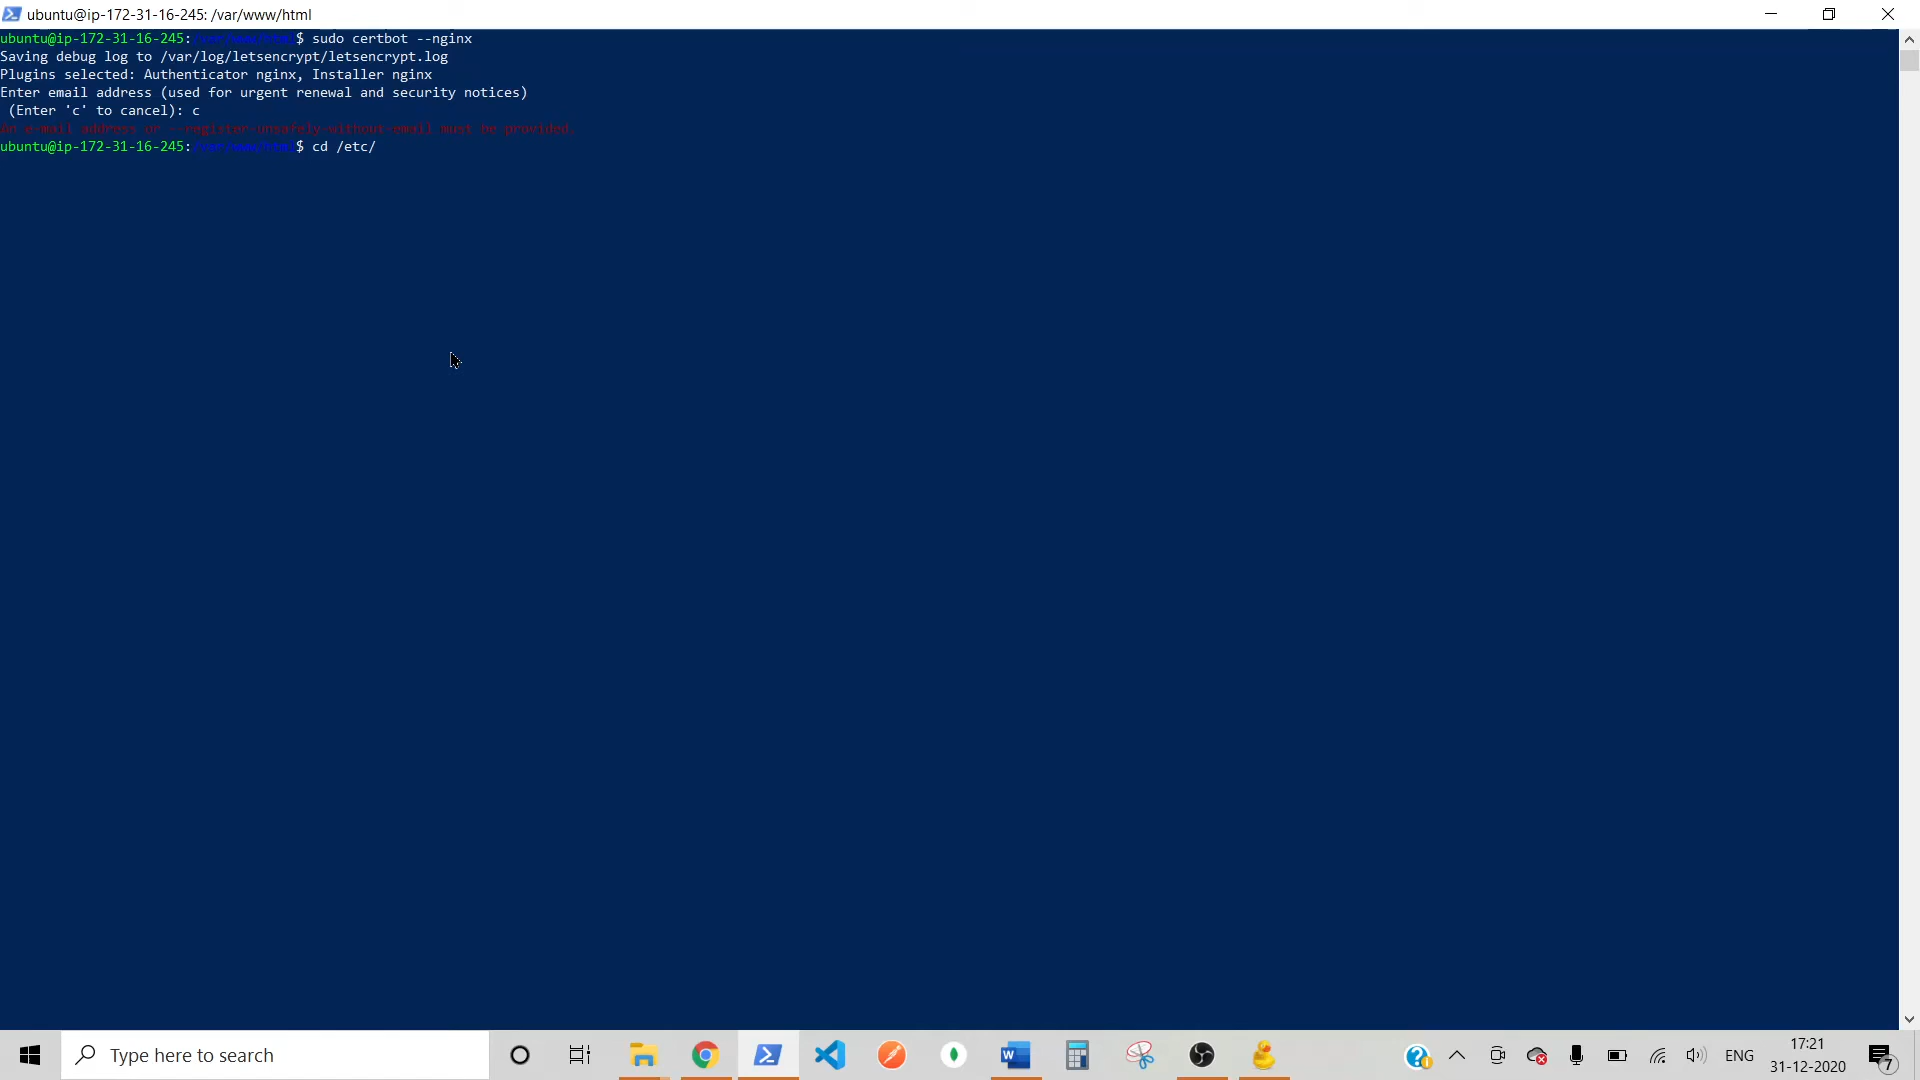 ubuntu@ip-172-31-16-245: /var/www/html
ubuntu@ip-172-31-16-245:/var/www/html$ sudo certbot --nginx
Saving debug log to /var/log/letsencrypt/letsencrypt.log
Plugins selected: Authenticator nginx, Installer nginx
Enter email address (used for urgent renewal and security notices)
(Enter 'c' to cancel): c
An e-mail address or --register-unsafely-without-email must be provided.
ubuntu@ip-172-31-16-245:/var/www/html$ cd /etc/
Type here to search
ENG
17:21
31-12-2020
7